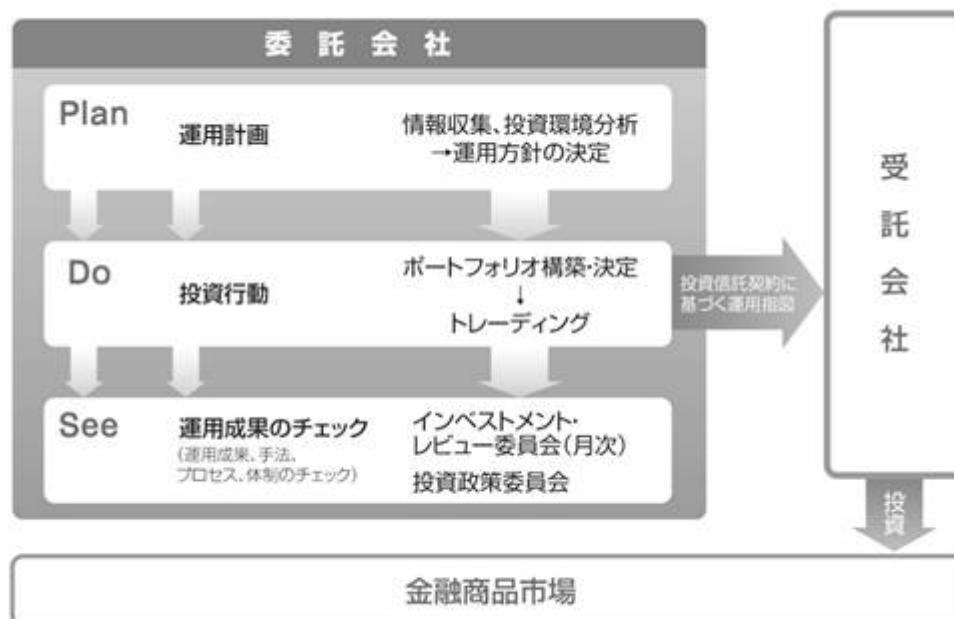 委託会社
Plan
運用計画
情報収集、投資環境分析
→運用方針の決定
Do
投資行動
ポートフォリオ構築・決定
↓
トレーディング
投資信託契約に
基づく運用指図
See
運用成果のチェック
(運用成果、手法、
プロセス、体制のチェック)
インベストメント・
レビュー委員会(月次)
投資政策委員会
受託会社
投資
金融商品市場